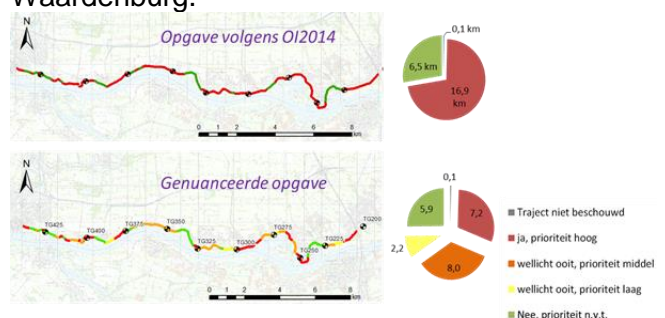 Waardenburg.
N
Opgave volgens OI2014
0 1 2 4 6 8
km
0,1 km
6,5 km
16,9
km
N
Genuanceerde opgave
TG425
TG400
TG375
TG350
TG325
TG300
TG275
TG250
TG225
TG200
0 1 2 4 6 8
km
0,1
5,9
7,2
2,2
8,0
Traject niet beschouwd
ja, prioriteit hoog
wellicht ooit, prioriteit middel
wellicht ooit, prioriteit laag
Nee, prioriteit n.v.t.